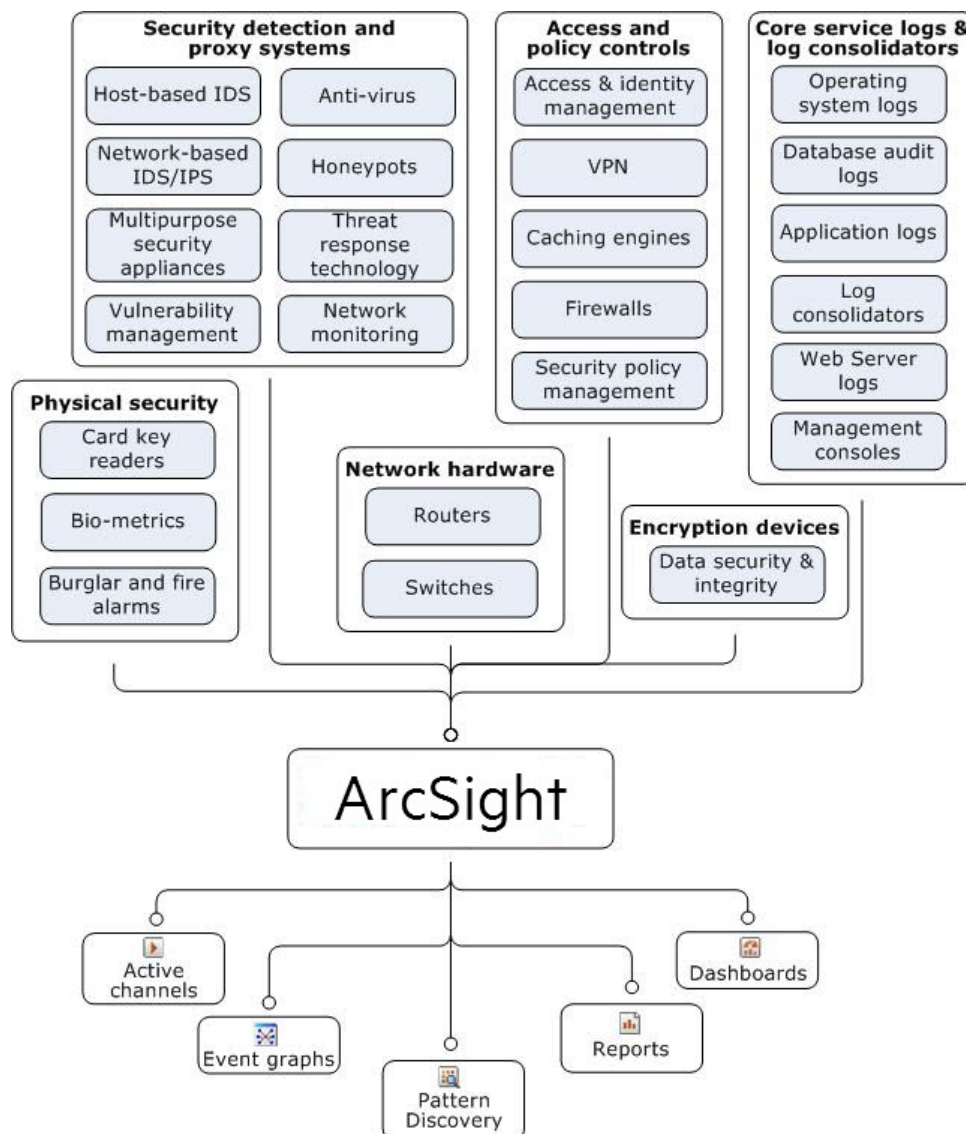 Security detection and
proxy systems
Host-based IDS
Anti-virus
Network-based
IDS/IPS
Honeypots
Multipurpose
security
appliances
Threat
response
technology
Vulnerability
management
Network
monitoring
Access and
policy controls
Access & identity
management
VPN
Caching engines
Firewalls
Security policy
management
Core service logs &
log consolidators
Operating
system logs
Database audit
logs
Application logs
Log
consolidators
Web Server
logs
Management
consoles
Physical security
Card key
readers
Bio-metrics
Burglar and fire
alarms
Network hardware
Routers
Switches
Encryption devices
Data security &
integrity
ArcSight
Active
channels
Event graphs
Pattern
Discovery
Reports
Dashboards